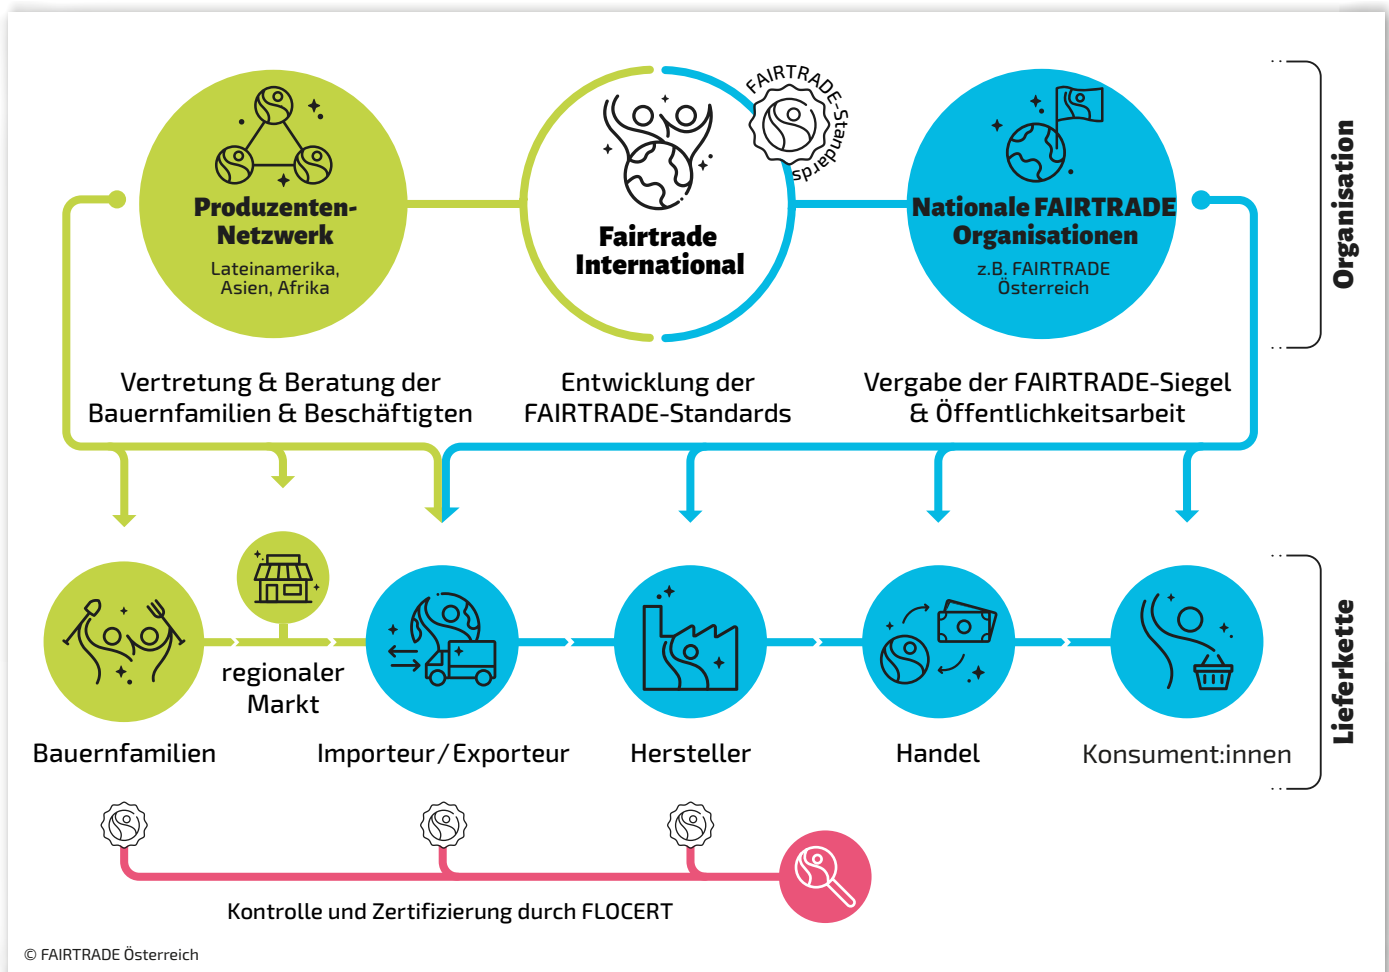 FAIRTRADE-Standards
Produzenten-
Netzwerk
Lateinamerika,
Asien, Afrika
Fairtrade
International
Nationale FAIRTRADE
Organisationen
z.B. FAIRTRADE
Österreich
Organisation
Vertretung & Beratung der
Bauernfamilien & Beschäftigten
Entwicklung der
FAIRTRADE-Standards
Vergabe der FAIRTRADE-Siegel
& Öffentlichkeitsarbeit
regionaler
Markt
Lieferkette
Bauernfamilien
Importeur/Exporteur
Hersteller
Handel
Konsument:innen
Kontrolle und Zertifizierung durch FLOCERT
© FAIRTRADE Österreich